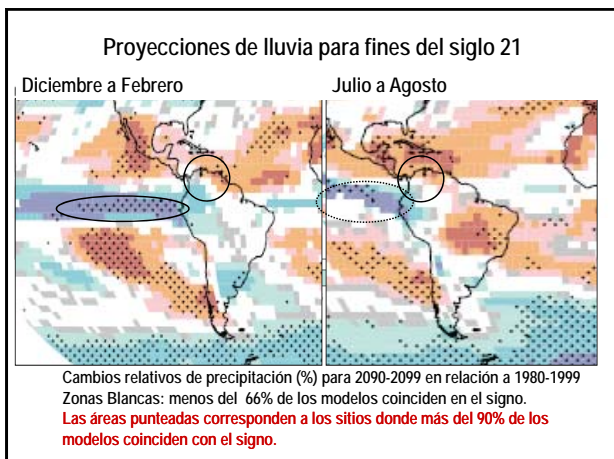 Proyecciones de lluvia para fines del siglo 21
Diciembre a Febrero
Julio a Agosto
Cambios relativos de precipitación (%) para 2090-2099 en relación a 1980-1999
Zonas Blancas: menos del 66% de los modelos coinciden en el signo.
Las áreas punteadas corresponden a los sitios donde más del 90% de los
modelos coinciden con el signo.